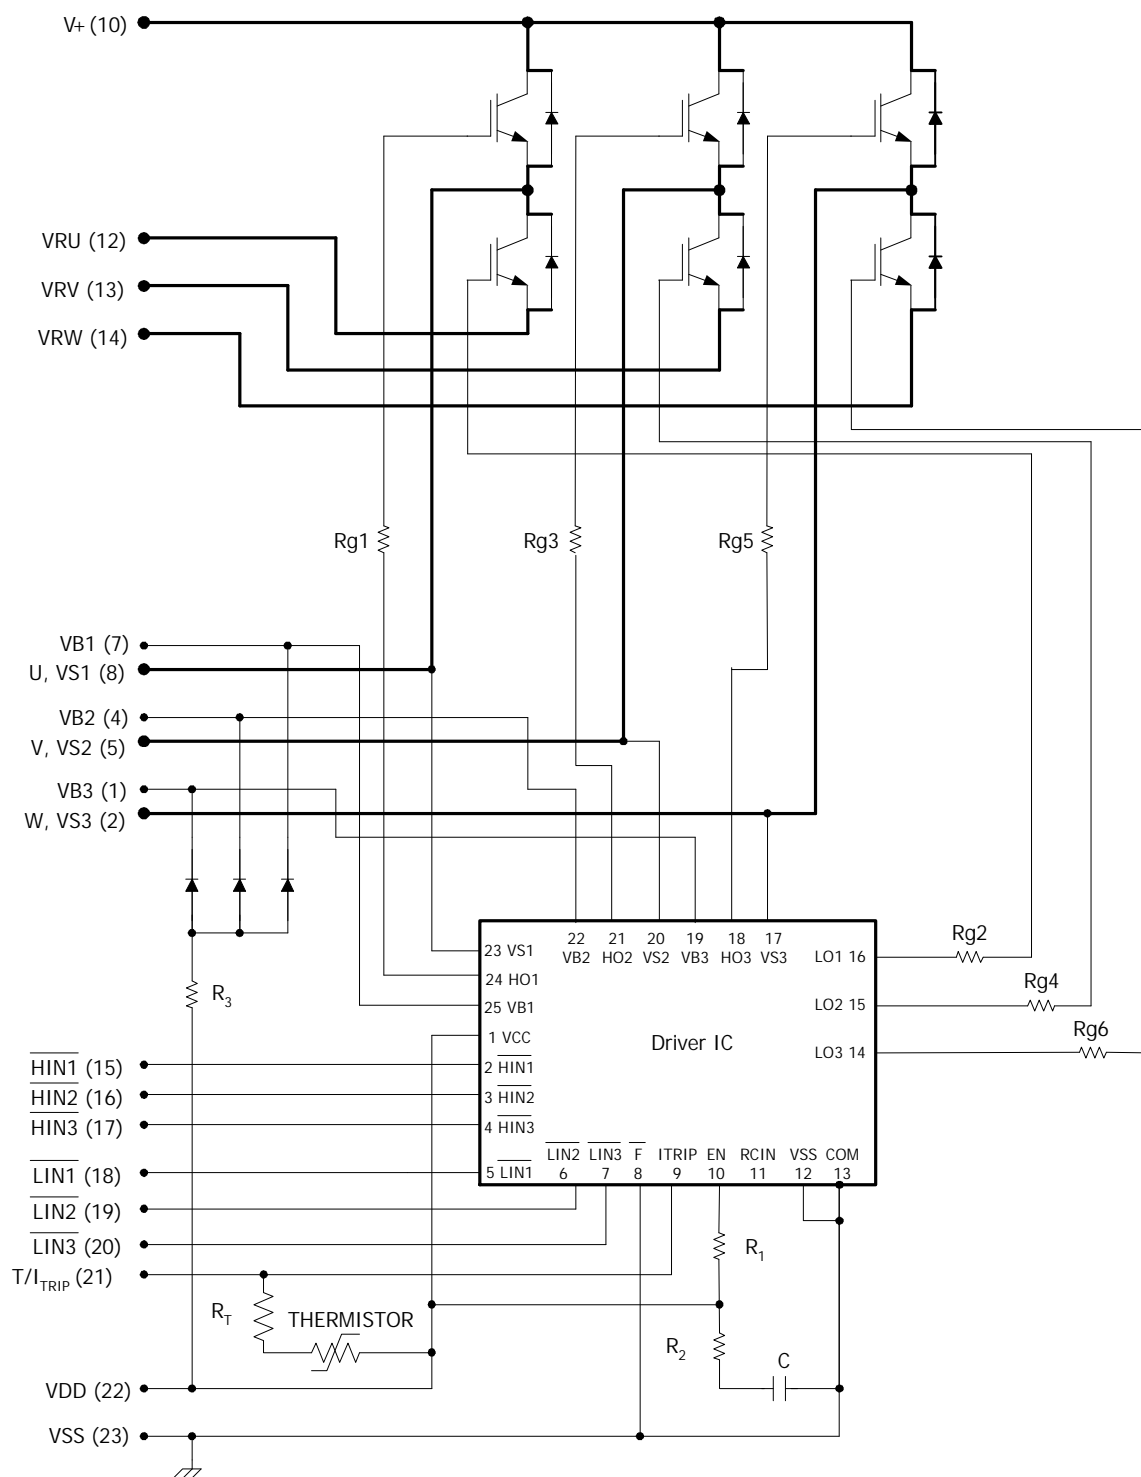 V+ (10)
VRU (12)
VRV (13)
VRW (14)
Rg1
Rg3
Rg5
VB1 (7)
U, VS1 (8)
VB2 (4)
V, VS2 (5)
VB3 (1)
W, VS3 (2)
22 21 20 19 18 17
VB2 HO2 VS2 VB3 HO3 VS3
23 VS1
24 HO1
25 VB1
1 VCC
2 HIN1
3 HIN2
4 HIN3
5 LIN1
Driver IC
LO1 16
LO2 15
LO3 14
Rg2
Rg4
Rg6
R3
HIN1 (15)
HIN2 (16)
HIN3 (17)
LIN1 (18)
LIN2 (19)
LIN3 (20)
T/ITRIP (21)
LIN2 LIN3 F ITRIP EN RCIN VSS COM
6 7 8 9 10 11 12 13
R1
RT
THERMISTOR
R2
C
VDD (22)
VSS (23)